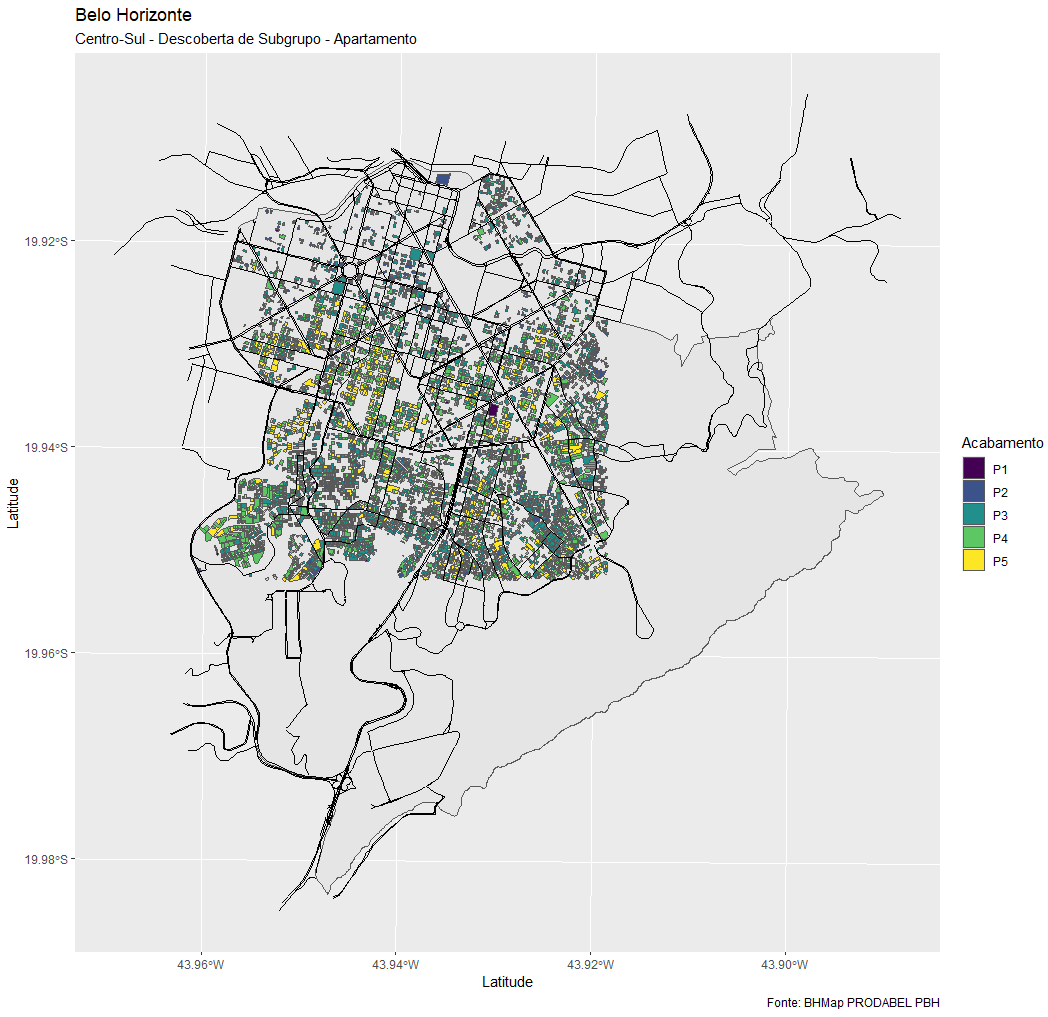 Belo Horizonte
Centro-Sul - Descoberta de Subgrupo - Apartamento
19.92°S
19.94°S
19.96°S
19.98°S
Latitude
43.96°W
43.94°W
43.92°W
43.90°W
Latitude
Acabamento
P1
P2
P3
P4
P5
Fonte: BHMap PRODABEL PBH